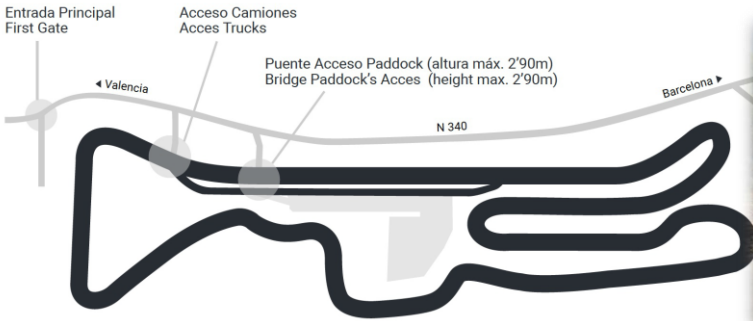 Entrada Principal
First Gate
Acceso Camiones
Acces Trucks
Puente Acceso Paddock (altura máx. 2’90m)
Bridge Paddock’s Acces (height max. 2’90m)
Valencia
Barcelona
N 340